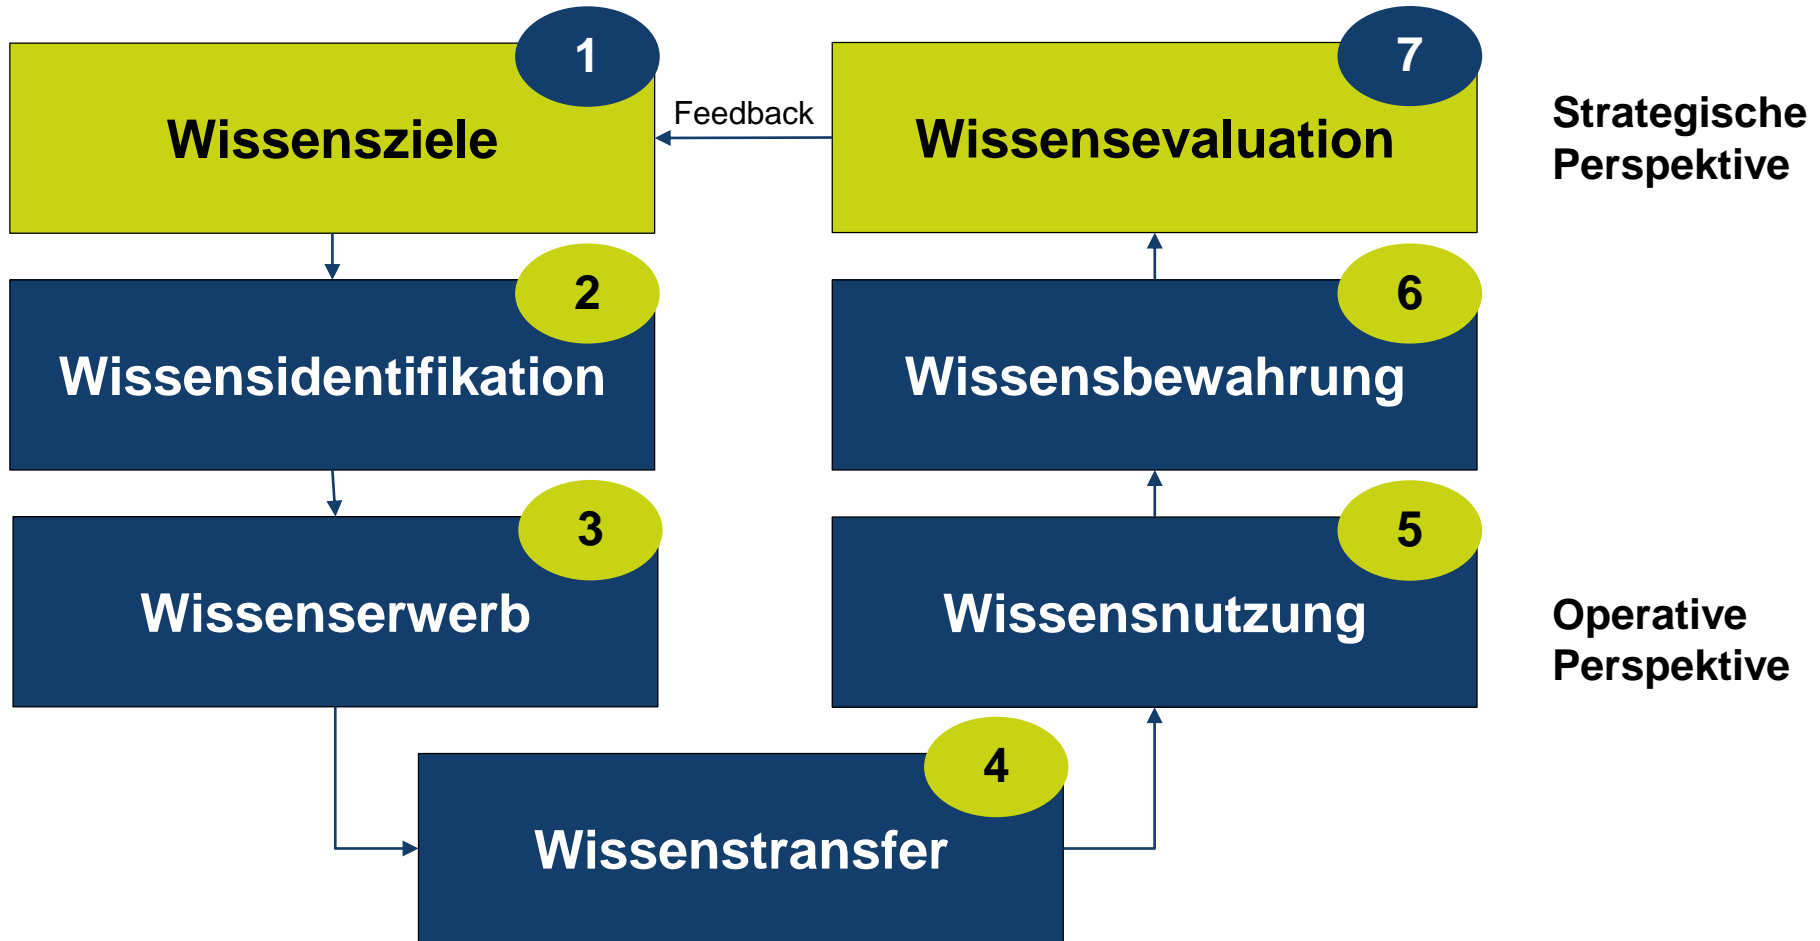 1
Wissensziele
Feedback
7
Wissensevaluation
Strategische
Perspektive
2
Wissensidentifikation
6
Wissensbewahrung
3
Wissenserwerb
5
Wissensnutzung
Operative
Perspektive
4
Wissenstransfer